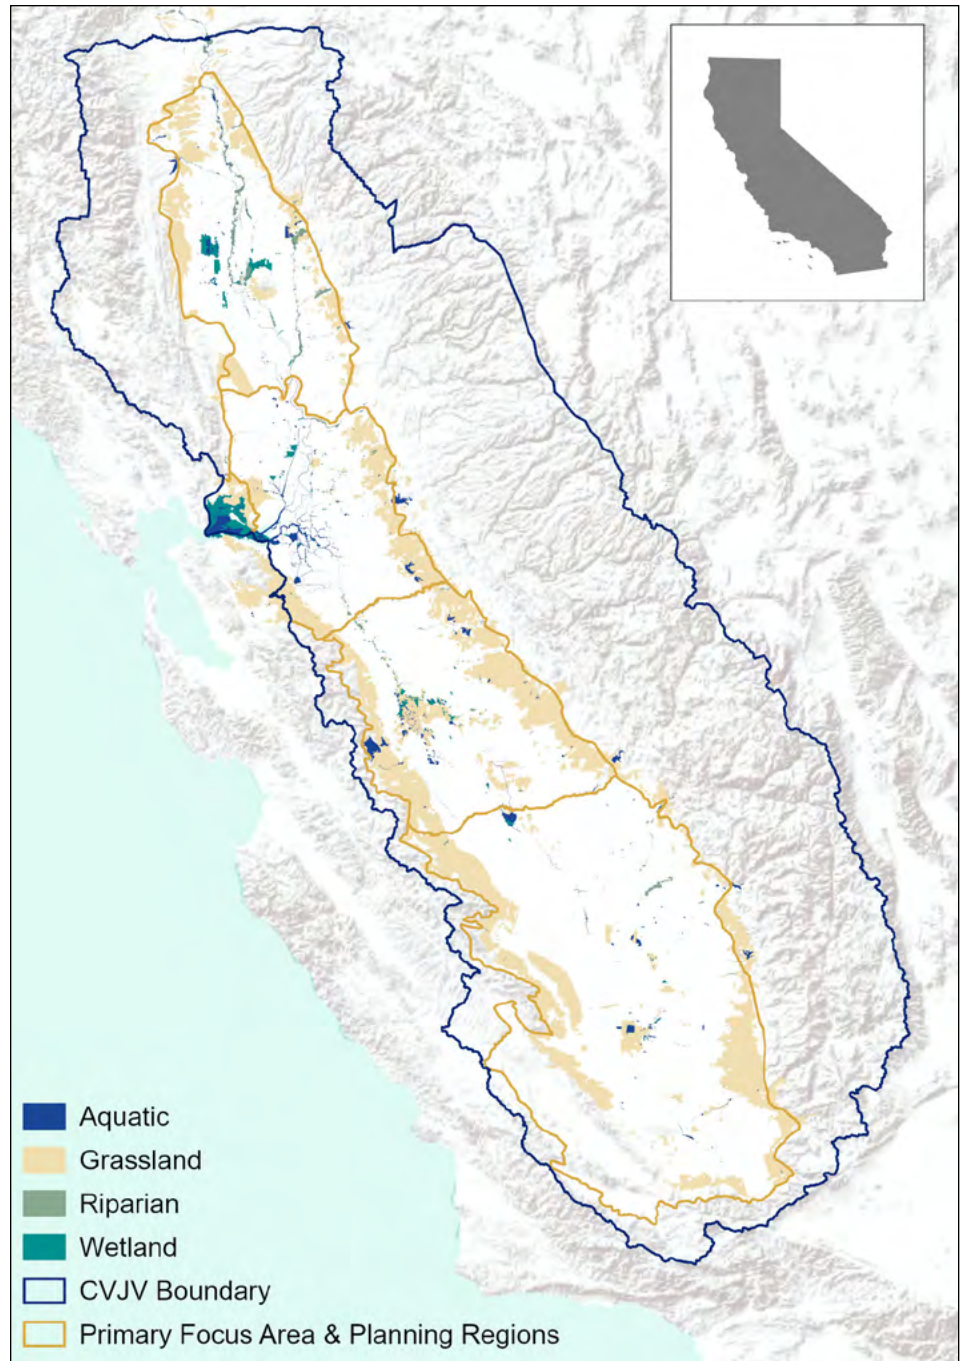 Aquatic
Grassland
Riparian
Wetland
CVJV Boundary
Primary Focus Area & Planning Regions